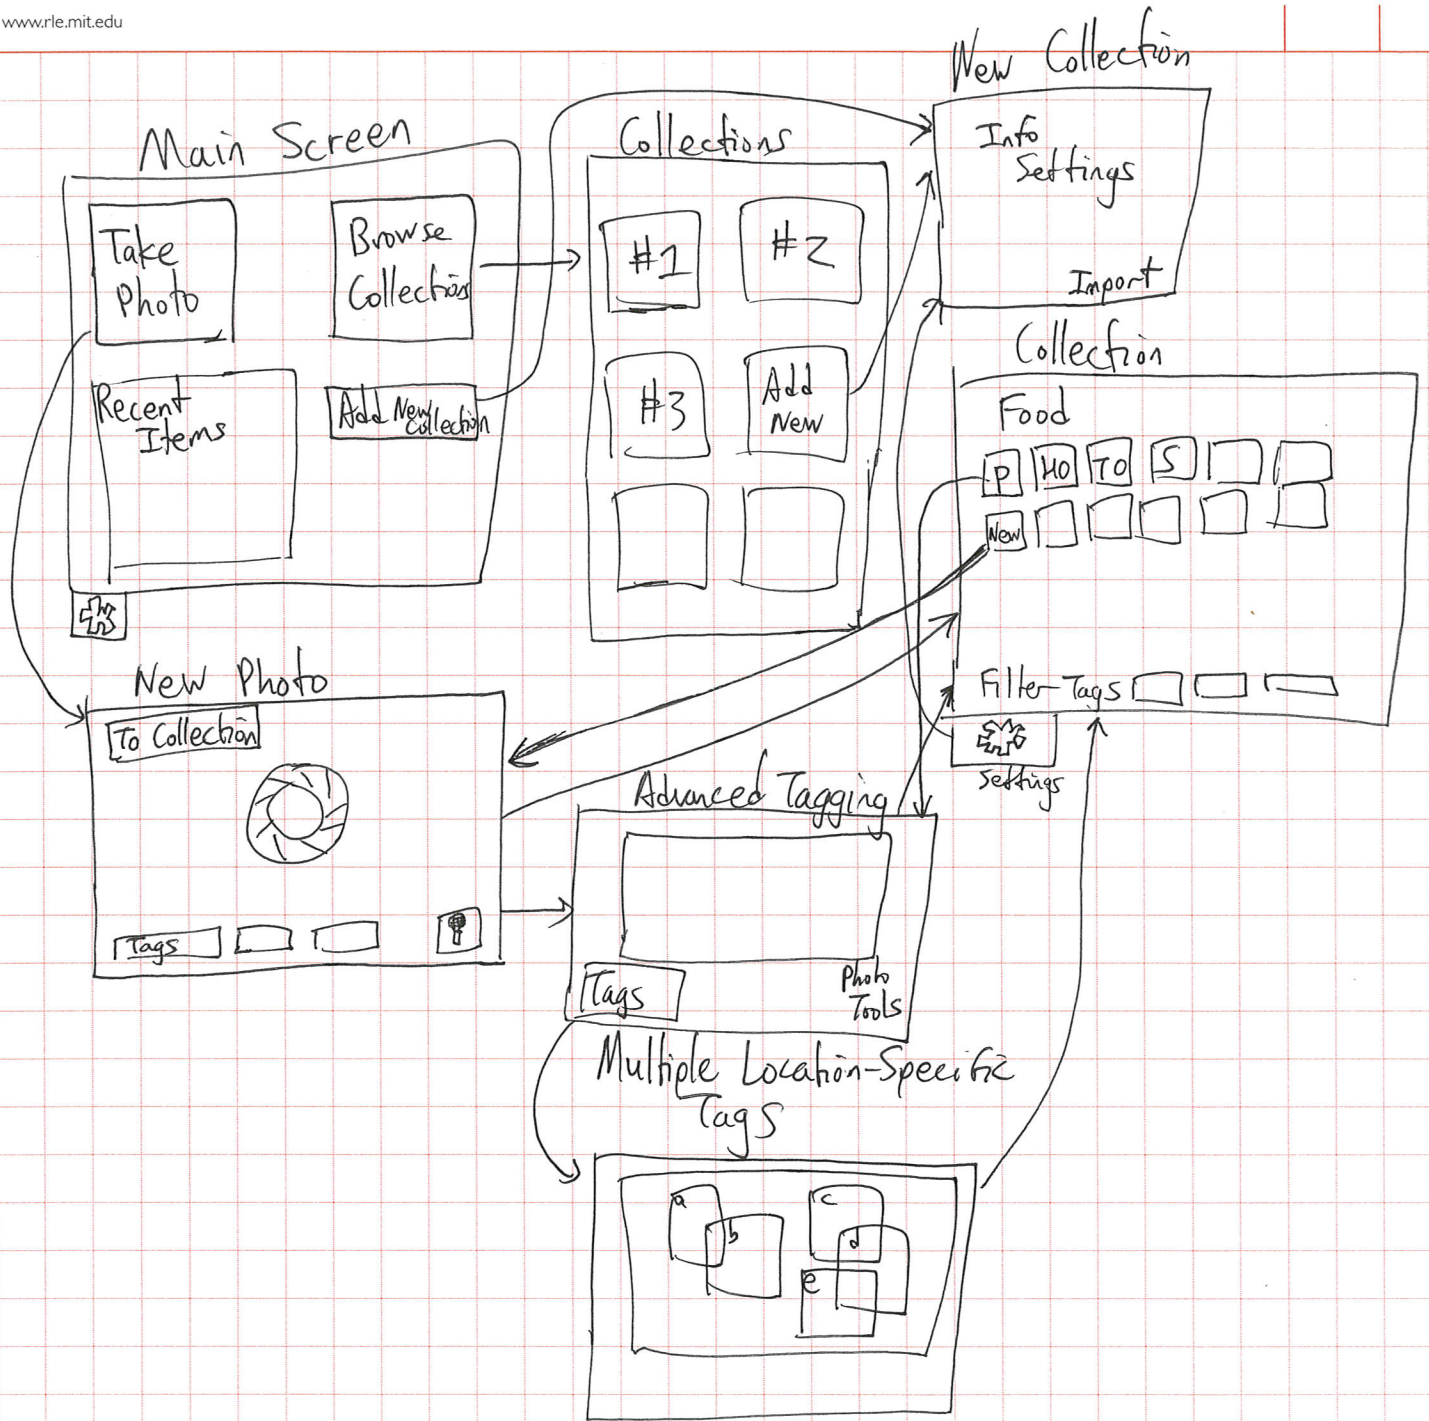 www.rle.mit.edu
Main Screen
Take
Photo
Browse
Collection
Recent
Items
Add New
Collection
Collections
#1
#2
#3
Add
New
New Collection
Info
Settings
Import
Collection
Food
P
HO
TO
S
New
Filter-Tags
Settings
New Photo
To Collection
Tags
Advanced Tagging
Tags
Photo
Tools
Multiple Location-Specific
Tags
a
b
c
d
e